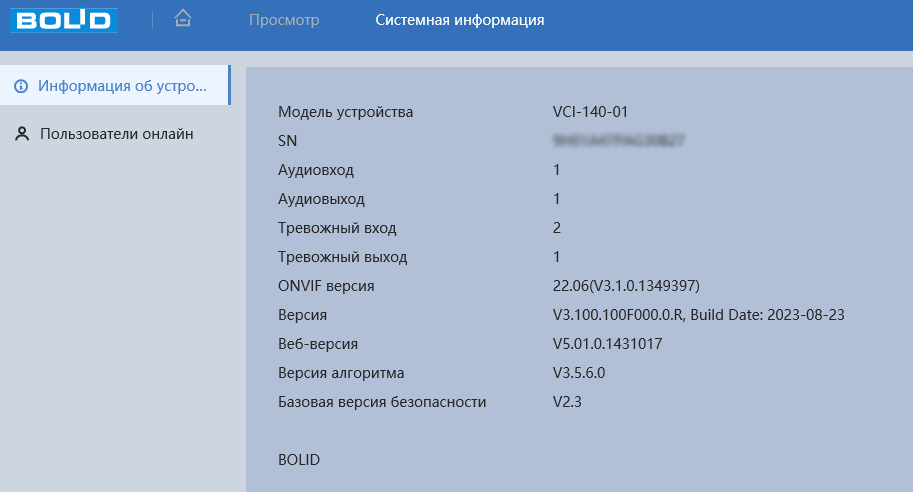 BOLID
Просмотр
Системная информация
Информация об устро...
Пользователи онлайн
Модель устройства VCI-140-01
SN
Аудиовход 1
Аудиовыход 1
Тревожный вход 2
Тревожный выход 1
ONVIF версия 22.06(V3.1.0.1349397)
Версия V3.100.100F000.0.R, Build Date: 2023-08-23
Веб-версия V5.01.0.1431017
Версия алгоритма V3.5.6.0
Базовая версия безопасности V2.3
BOLID